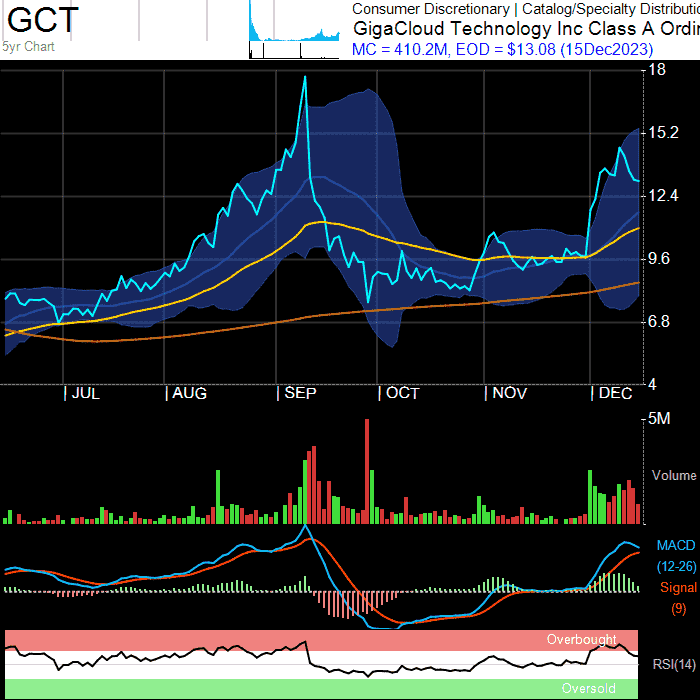 GCT
5yr Chart
Consumer Discretionary | Catalog/Specialty Distributio
GigaCloud Technology Inc Class A Ordin
MC = 410.2M, EOD = $13.08 (15Dec2023)
18
15.2
12.4
9.6
6.8
4
| JUL | AUG | SEP | OCT | NOV | DEC
5M
Volume
MACD
(12-26)
Signal
(9)
Overbought
RSI(14)
Oversold